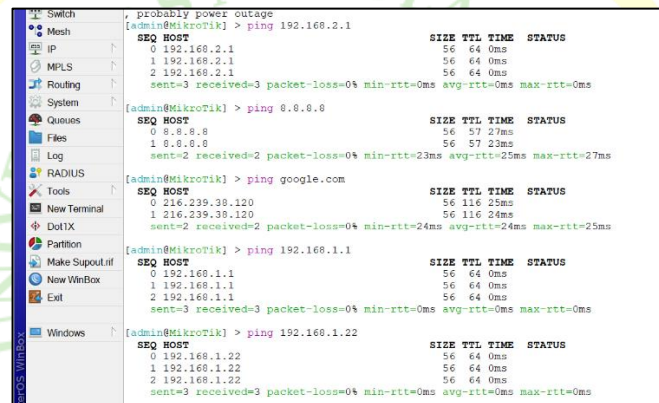 Switch
Mesh
IP
MPLS
Routing
System
Queues
Files
Log
RADIUS
Tools
New Terminal
Dot1X
Partition
Make Supout.rif
New WinBox
Exit
Windows
erOS WinBox
, probably power outage
[admin@MikroTik] > ping 192.168.2.1
SEQ HOST SIZE TTL TIME STATUS
0 192.168.2.1 56 64 0ms
1 192.168.2.1 56 64 0ms
2 192.168.2.1 56 64 0ms
sent=3 received=3 packet-loss=0% min-rtt=0ms avg-rtt=0ms max-rtt=0ms
[admin@MikroTik] > ping 8.8.8.8
SEQ HOST SIZE TTL TIME STATUS
0 8.8.8.8 56 57 27ms
1 8.8.8.8 56 57 23ms
sent=2 received=2 packet-loss=0% min-rtt=23ms avg-rtt=25ms max-rtt=27ms
[admin@MikroTik] > ping google.com
SEQ HOST SIZE TTL TIME STATUS
0 216.239.38.120 56 116 25ms
1 216.239.38.120 56 116 24ms
sent=2 received=2 packet-loss=0% min-rtt=24ms avg-rtt=24ms max-rtt=25ms
[admin@MikroTik] > ping 192.168.1.1
SEQ HOST SIZE TTL TIME STATUS
0 192.168.1.1 56 64 0ms
1 192.168.1.1 56 64 0ms
2 192.168.1.1 56 64 0ms
sent=3 received=3 packet-loss=0% min-rtt=0ms avg-rtt=0ms max-rtt=0ms
[admin@MikroTik] > ping 192.168.1.22
SEQ HOST SIZE TTL TIME STATUS
0 192.168.1.22 56 64 0ms
1 192.168.1.22 56 64 0ms
2 192.168.1.22 56 64 0ms
sent=3 received=3 packet-loss=0% min-rtt=0ms avg-rtt=0ms max-rtt=0ms